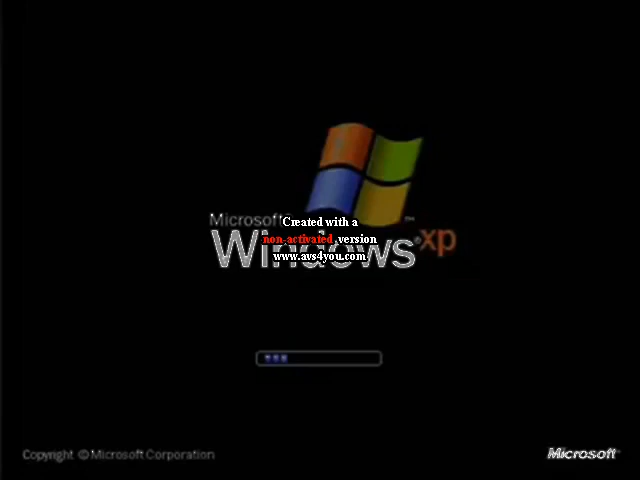 Microsoft®
Created with a
non-activated version
Windows xp
www.avs4you.com
Copyright © Microsoft Corporation
Microsoft